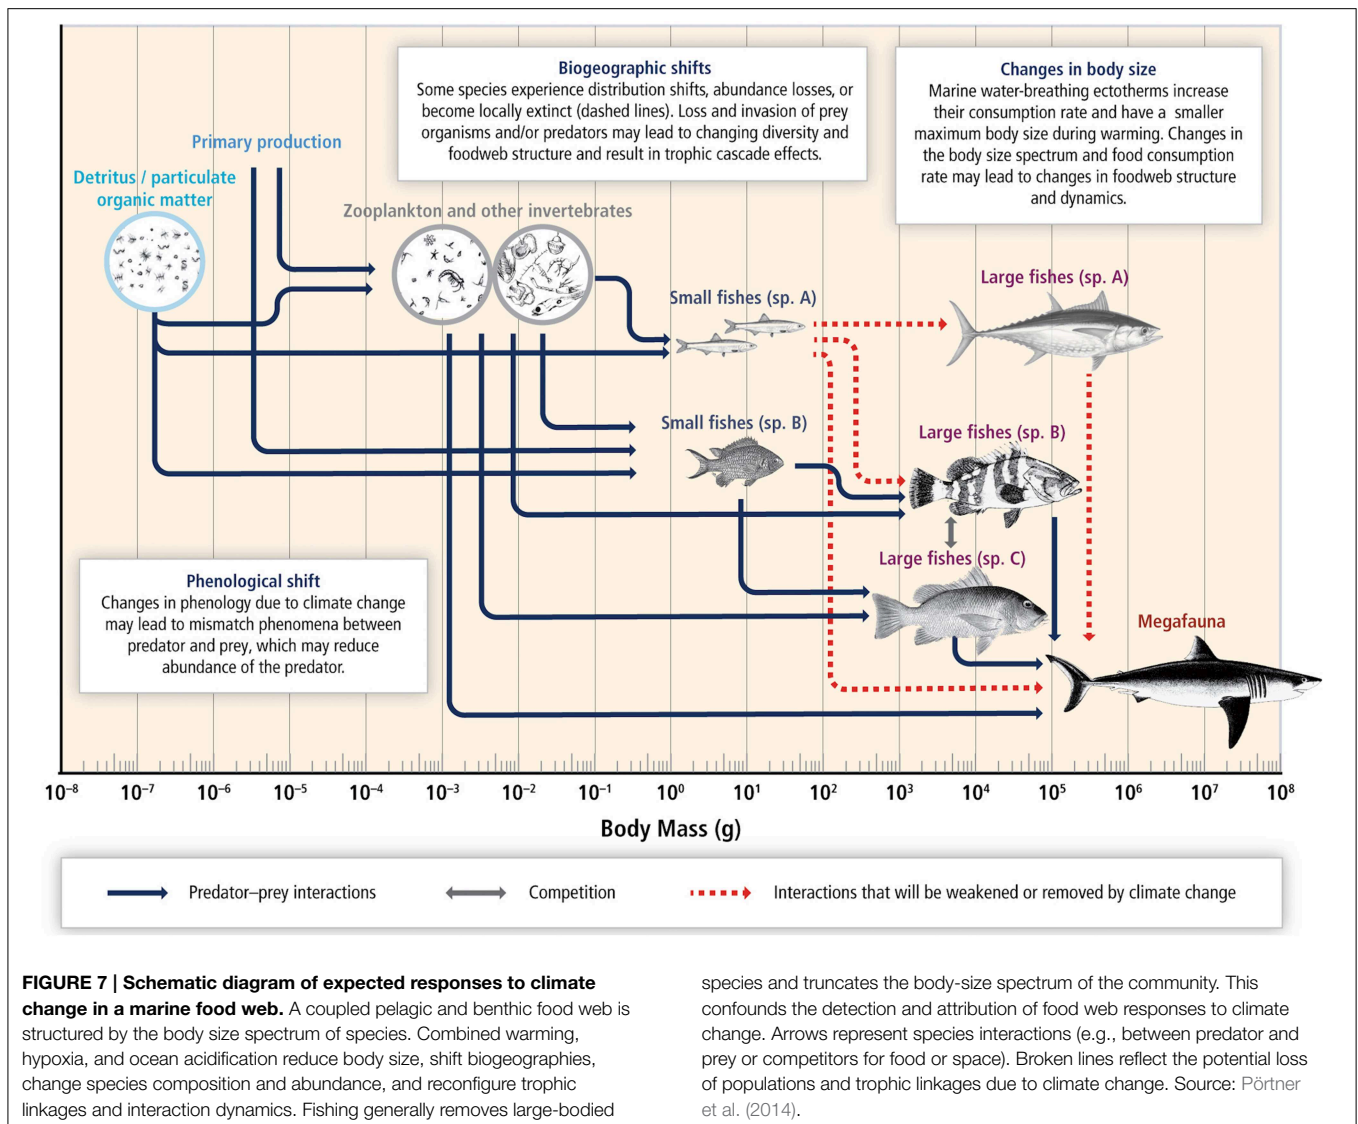 Biogeographic shifts
Some species experience distribution shifts, abundance losses, or
become locally extinct (dashed lines). Loss and invasion of prey
organisms and/or predators may lead to changing diversity and
foodweb structure and result in trophic cascade effects.
Changes in body size
Marine water-breathing ectotherms increase
their consumption rate and have a smaller
maximum body size during warming. Changes in
the body size spectrum and food consumption
rate may lead to changes in foodweb structure
and dynamics.
Primary production
Detritus / particulate
organic matter
Zooplankton and other invertebrates
Small fishes (sp. A)
Large fishes (sp. A)
Small fishes (sp. B)
Large fishes (sp. B)
Large fishes (sp. C)
Megafauna
Phenological shift
Changes in phenology due to climate change
may lead to mismatch phenomena between
predator and prey, which may reduce
abundance of the predator.
10⁻⁸ 10⁻⁷ 10⁻⁶ 10⁻⁵ 10⁻⁴ 10⁻³ 10⁻² 10⁻¹ 10⁰ 10¹ 10² 10³ 10⁴ 10⁵ 10⁶ 10⁷ 10⁸
Body Mass (g)
Predator–prey interactions
Competition
Interactions that will be weakened or removed by climate change
FIGURE 7 | Schematic diagram of expected responses to climate
change in a marine food web. A coupled pelagic and benthic food web is
structured by the body size spectrum of species. Combined warming,
hypoxia, and ocean acidification reduce body size, shift biogeographies,
change species composition and abundance, and reconfigure trophic
linkages and interaction dynamics. Fishing generally removes large-bodied
species and truncates the body-size spectrum of the community. This
confounds the detection and attribution of food web responses to climate
change. Arrows represent species interactions (e.g., between predator and
prey or competitors for food or space). Broken lines reflect the potential loss
of populations and trophic linkages due to climate change. Source: Pörtner
et al. (2014).